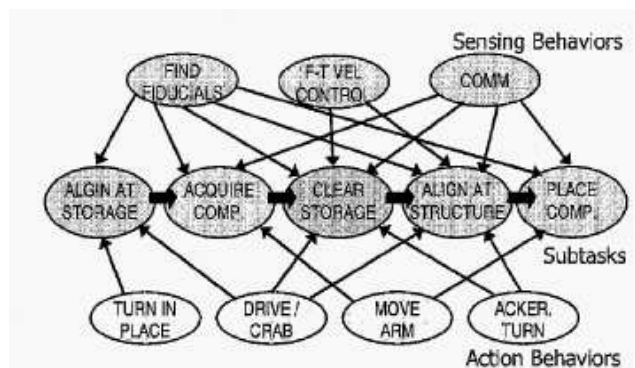 Sensing Behaviors
FIND
FIDUCIALS
F-T VEL
CONTROL
COMM
ALGIN AT
STORAGE
ACQUIRE
COMP.
CLEAR
STORAGE
ALIGN AT
STRUCTURE
PLACE
COMP.
Subtasks
TURN IN
PLACE
DRIVE /
CRAB
MOVE
ARM
ACKER.
TURN
Action Behaviors